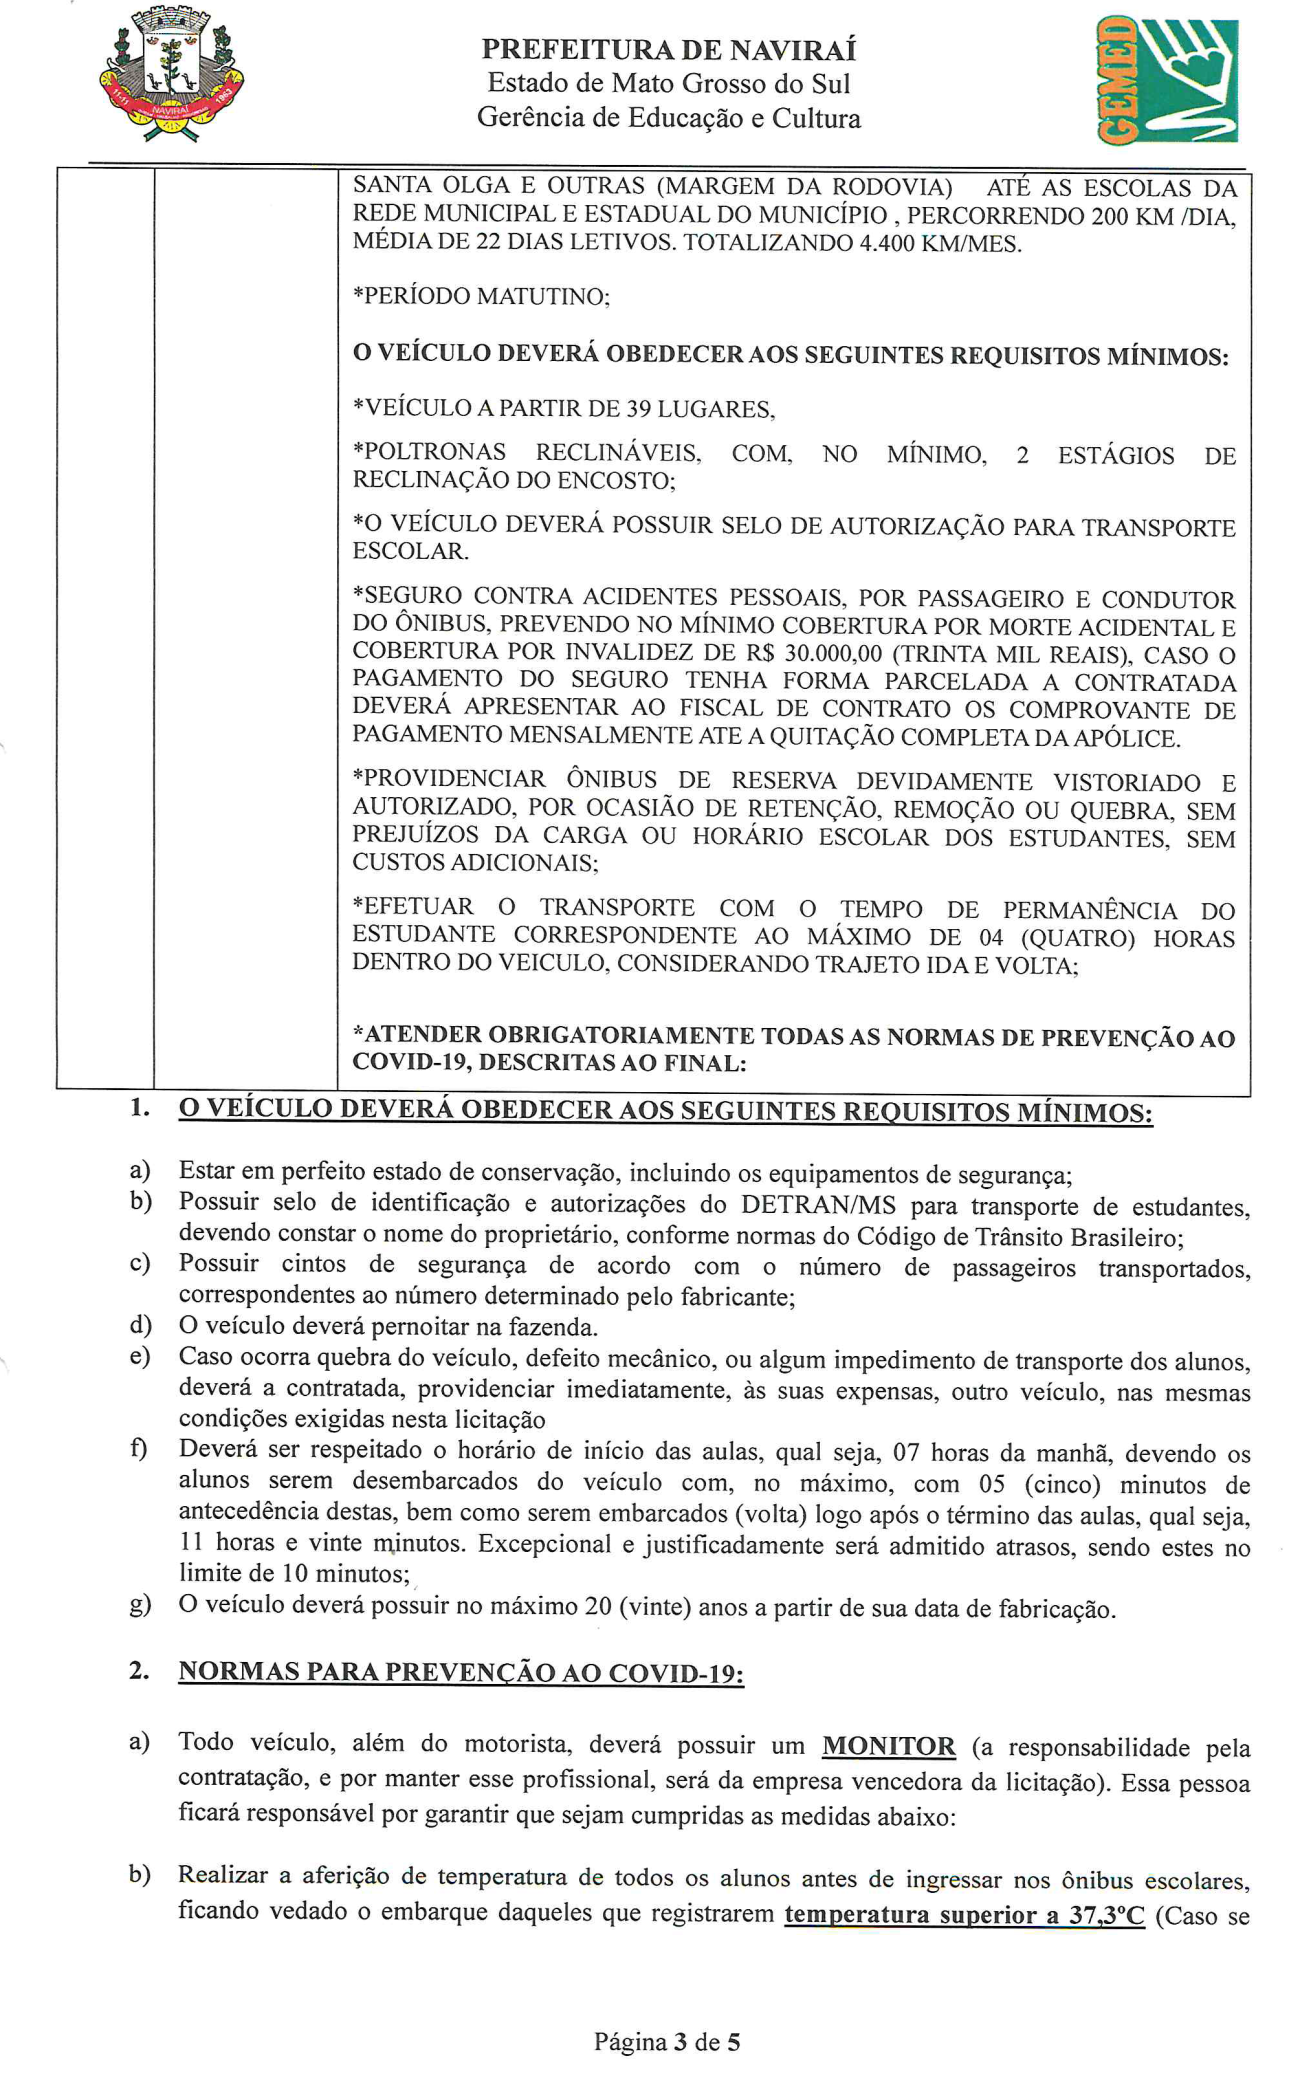 PREFEITURA DE NAVIRAÍ
Estado de Mato Grosso do Sul
Gerência de Educação e Cultura
11-11 NAVIRAÍ 1963
GEMED
SANTA OLGA E OUTRAS (MARGEM DA RODOVIA) ATÉ AS ESCOLAS DA
REDE MUNICIPAL E ESTADUAL DO MUNICÍPIO , PERCORRENDO 200 KM /DIA,
MÉDIA DE 22 DIAS LETIVOS. TOTALIZANDO 4.400 KM/MES.
*PERÍODO MATUTINO;
O VEÍCULO DEVERÁ OBEDECER AOS SEGUINTES REQUISITOS MÍNIMOS:
*VEÍCULO A PARTIR DE 39 LUGARES,
*POLTRONAS RECLINÁVEIS, COM, NO MÍNIMO, 2 ESTÁGIOS DE
RECLINAÇÃO DO ENCOSTO;
*O VEÍCULO DEVERÁ POSSUIR SELO DE AUTORIZAÇÃO PARA TRANSPORTE
ESCOLAR.
*SEGURO CONTRA ACIDENTES PESSOAIS, POR PASSAGEIRO E CONDUTOR
DO ÔNIBUS, PREVENDO NO MÍNIMO COBERTURA POR MORTE ACIDENTAL E
COBERTURA POR INVALIDEZ DE R$ 30.000,00 (TRINTA MIL REAIS), CASO O
PAGAMENTO DO SEGURO TENHA FORMA PARCELADA A CONTRATADA
DEVERÁ APRESENTAR AO FISCAL DE CONTRATO OS COMPROVANTE DE
PAGAMENTO MENSALMENTE ATE A QUITAÇÃO COMPLETA DA APÓLICE.
*PROVIDENCIAR ÔNIBUS DE RESERVA DEVIDAMENTE VISTORIADO E
AUTORIZADO, POR OCASIÃO DE RETENÇÃO, REMOÇÃO OU QUEBRA, SEM
PREJUÍZOS DA CARGA OU HORÁRIO ESCOLAR DOS ESTUDANTES, SEM
CUSTOS ADICIONAIS;
*EFETUAR O TRANSPORTE COM O TEMPO DE PERMANÊNCIA DO
ESTUDANTE CORRESPONDENTE AO MÁXIMO DE 04 (QUATRO) HORAS
DENTRO DO VEICULO, CONSIDERANDO TRAJETO IDA E VOLTA;
*ATENDER OBRIGATORIAMENTE TODAS AS NORMAS DE PREVENÇÃO AO
COVID-19, DESCRITAS AO FINAL:
1. O VEÍCULO DEVERÁ OBEDECER AOS SEGUINTES REQUISITOS MÍNIMOS:
a) Estar em perfeito estado de conservação, incluindo os equipamentos de segurança;
b) Possuir selo de identificação e autorizações do DETRAN/MS para transporte de estudantes,
devendo constar o nome do proprietário, conforme normas do Código de Trânsito Brasileiro;
c) Possuir cintos de segurança de acordo com o número de passageiros transportados,
correspondentes ao número determinado pelo fabricante;
d) O veículo deverá pernoitar na fazenda.
e) Caso ocorra quebra do veículo, defeito mecânico, ou algum impedimento de transporte dos alunos,
deverá a contratada, providenciar imediatamente, às suas expensas, outro veículo, nas mesmas
condições exigidas nesta licitação
f) Deverá ser respeitado o horário de início das aulas, qual seja, 07 horas da manhã, devendo os
alunos serem desembarcados do veículo com, no máximo, com 05 (cinco) minutos de
antecedência destas, bem como serem embarcados (volta) logo após o término das aulas, qual seja,
11 horas e vinte minutos. Excepcional e justificadamente será admitido atrasos, sendo estes no
limite de 10 minutos;
g) O veículo deverá possuir no máximo 20 (vinte) anos a partir de sua data de fabricação.
2. NORMAS PARA PREVENÇÃO AO COVID-19:
a) Todo veículo, além do motorista, deverá possuir um MONITOR (a responsabilidade pela
contratação, e por manter esse profissional, será da empresa vencedora da licitação). Essa pessoa
ficará responsável por garantir que sejam cumpridas as medidas abaixo:
b) Realizar a aferição de temperatura de todos os alunos antes de ingressar nos ônibus escolares,
ficando vedado o embarque daqueles que registrarem temperatura superior a 37,3ºC (Caso se
Página 3 de 5